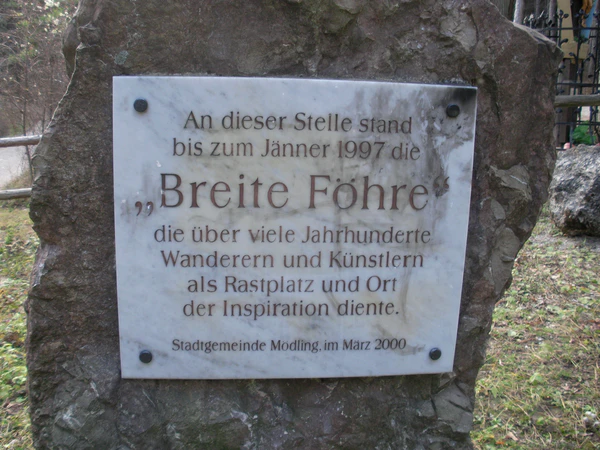 An dieser Stelle stand
bis zum Jänner 1997 die
„Breite Föhre“
die über viele Jahrhunderte
Wanderern und Künstlern
als Rastplatz und Ort
der Inspiration diente.
Stadtgemeinde Mödling, im März 2000